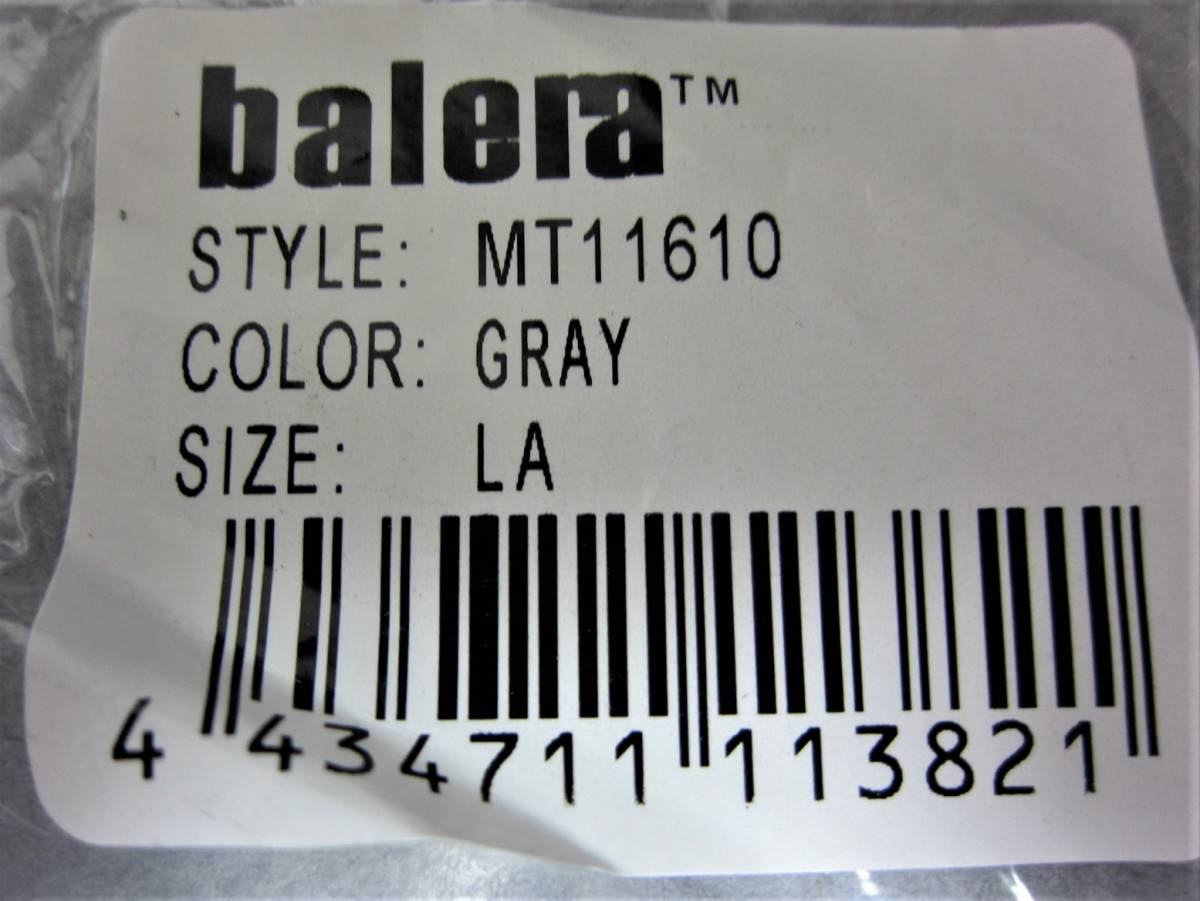 balera™
STYLE: MT11610
COLOR: GRAY
SIZE: LA
4 434711 113821